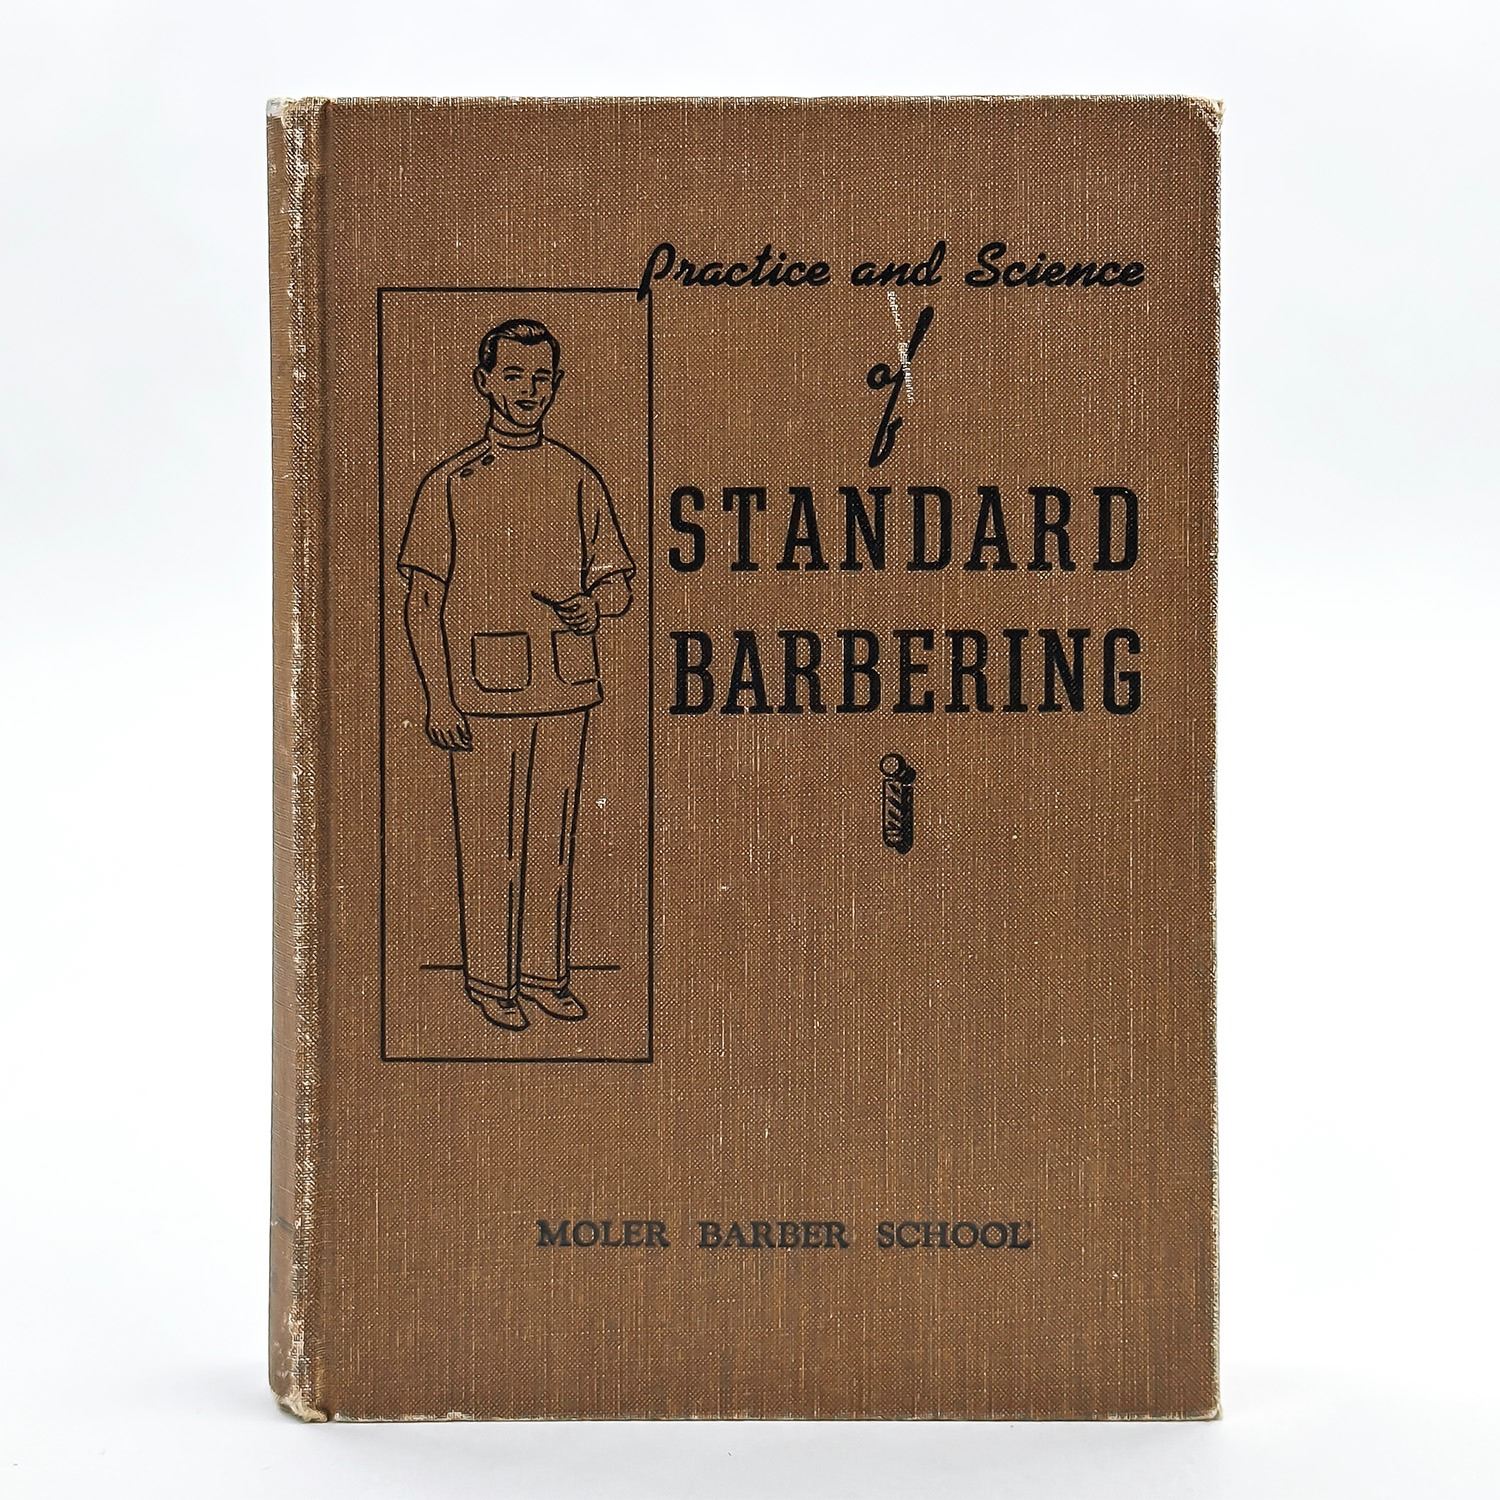 Practice and Science
of
STANDARD
BARBERING
MOLER BARBER SCHOOL